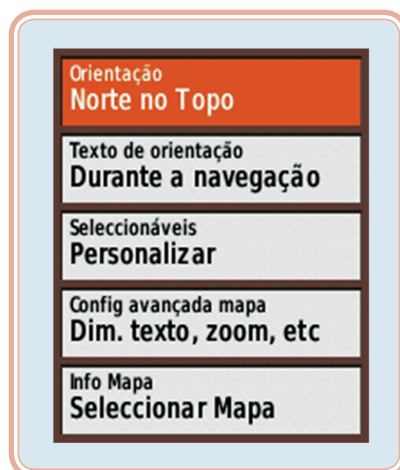 Orientação
Norte no Topo
Texto de orientação
Durante a navegação
Seleccionáveis
Personalizar
Config avançada mapa
Dim. texto, zoom, etc
Info Mapa
Seleccionar Mapa